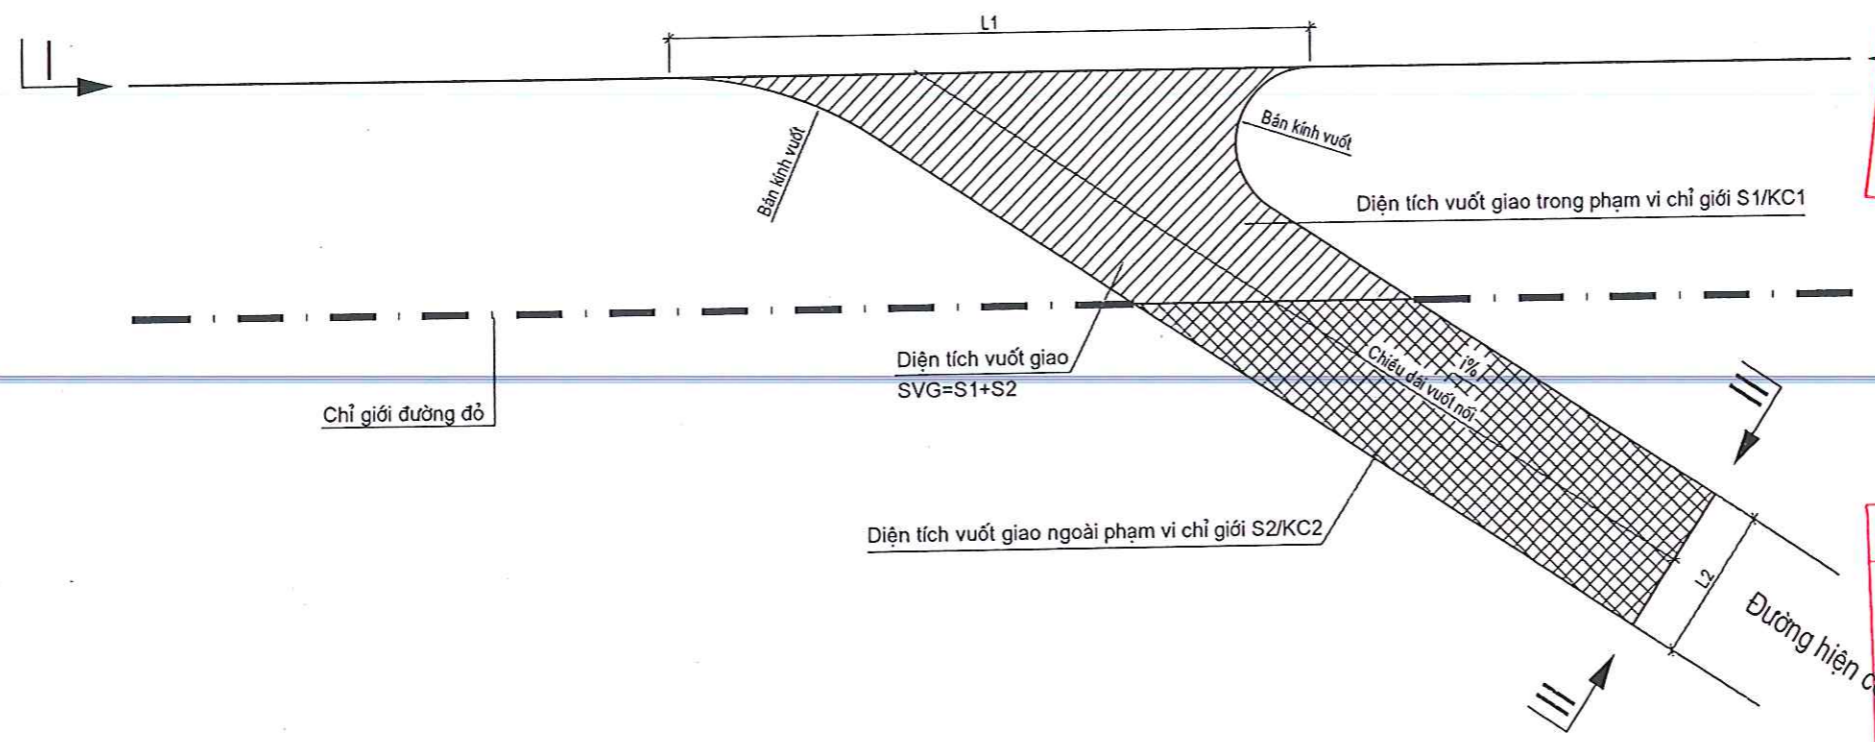 L1
I
Bán kính vuốt
Bán kính vuốt
Diện tích vuốt giao trong phạm vi chỉ giới S1/KC1
Diện tích vuốt giao
SVG=S1+S2
Chỉ giới đường đỏ
i%
Chiều dài vuốt nối
Diện tích vuốt giao ngoài phạm vi chỉ giới S2/KC2
III
L2
Đường hiện c
III